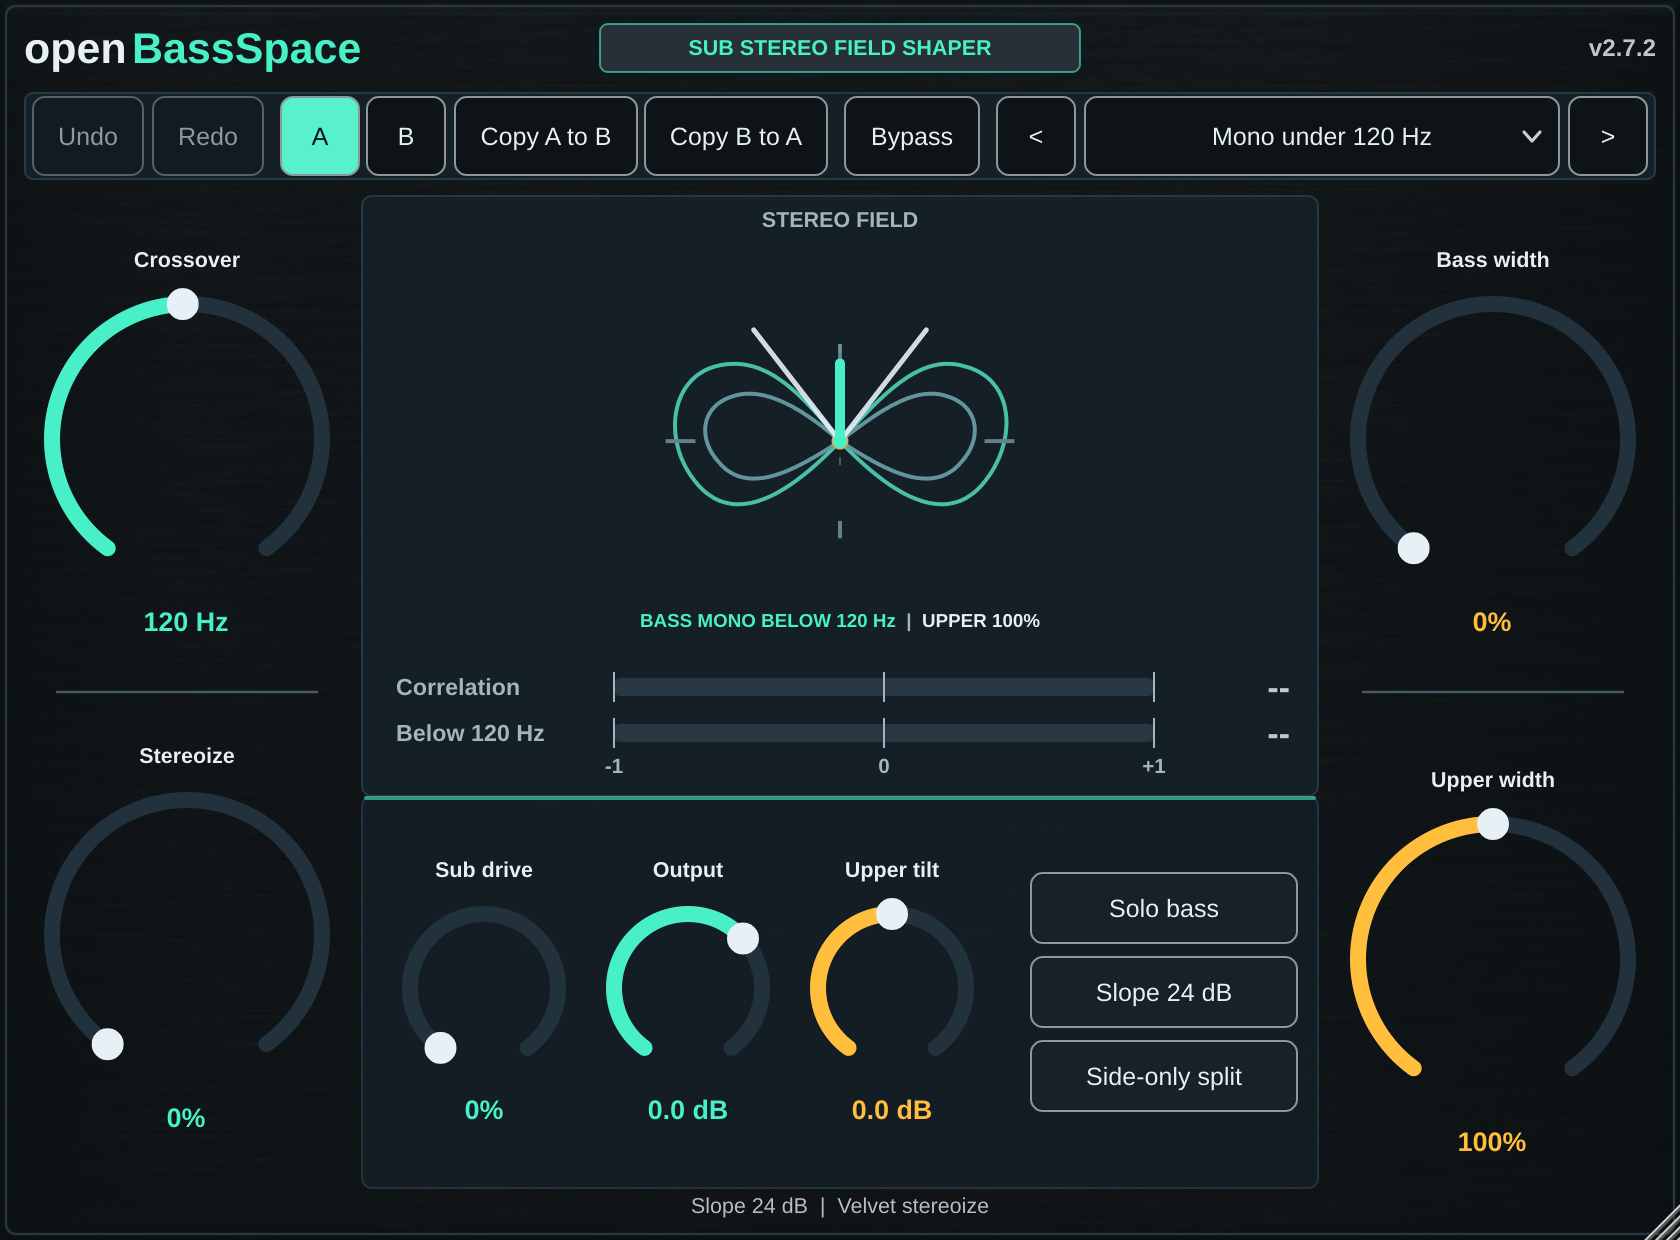 openBassSpace
SUB STEREO FIELD SHAPER
v2.7.2
Undo
Redo
A
B
Copy A to B
Copy B to A
Bypass
<
Mono under 120 Hz
>
STEREO FIELD
Crossover
120 Hz
Bass width
0%
BASS MONO BELOW 120 Hz | UPPER 100%
Correlation
--
Below 120 Hz
--
-1
0
+1
Stereoize
0%
Upper width
100%
Sub drive
0%
Output
0.0 dB
Upper tilt
0.0 dB
Solo bass
Slope 24 dB
Side-only split
Slope 24 dB | Velvet stereoize